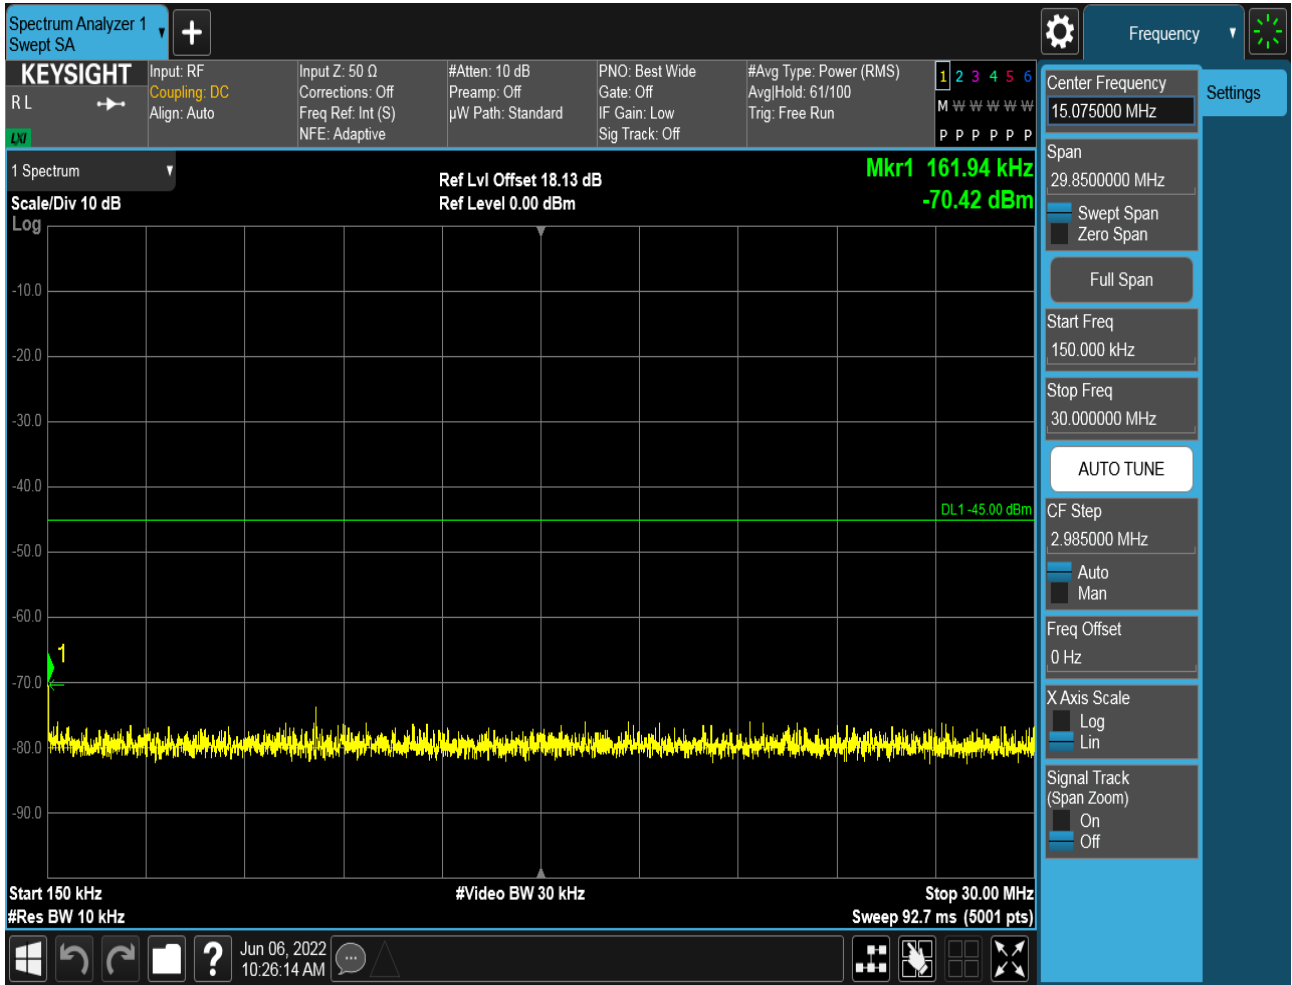 Spectrum Analyzer 1
Swept SA
Frequency
KEYSIGHT
R L
LXI
Input: RF
Coupling: DC
Align: Auto
Input Z: 50 Ω
Corrections: Off
Freq Ref: Int (S)
NFE: Adaptive
#Atten: 10 dB
Preamp: Off
µW Path: Standard
PNO: Best Wide
Gate: Off
IF Gain: Low
Sig Track: Off
#Avg Type: Power (RMS)
Avg|Hold: 61/100
Trig: Free Run
1 2 3 4 5 6
M W W W W W
P P P P P P
1 Spectrum
Scale/Div 10 dB
Log
Ref Lvl Offset 18.13 dB
Ref Level 0.00 dBm
Mkr1 161.94 kHz
-70.42 dBm
-10.0
-20.0
-30.0
-40.0
DL1 -45.00 dBm
-50.0
-60.0
1
-70.0
-80.0
-90.0
Start 150 kHz
#Res BW 10 kHz
#Video BW 30 kHz
Stop 30.00 MHz
Sweep 92.7 ms (5001 pts)
?
Jun 06, 2022
10:26:14 AM
Center Frequency
15.075000 MHz
Settings
Span
29.8500000 MHz
Swept Span
Zero Span
Full Span
Start Freq
150.000 kHz
Stop Freq
30.000000 MHz
AUTO TUNE
CF Step
2.985000 MHz
Auto
Man
Freq Offset
0 Hz
X Axis Scale
Log
Lin
Signal Track
(Span Zoom)
On
Off